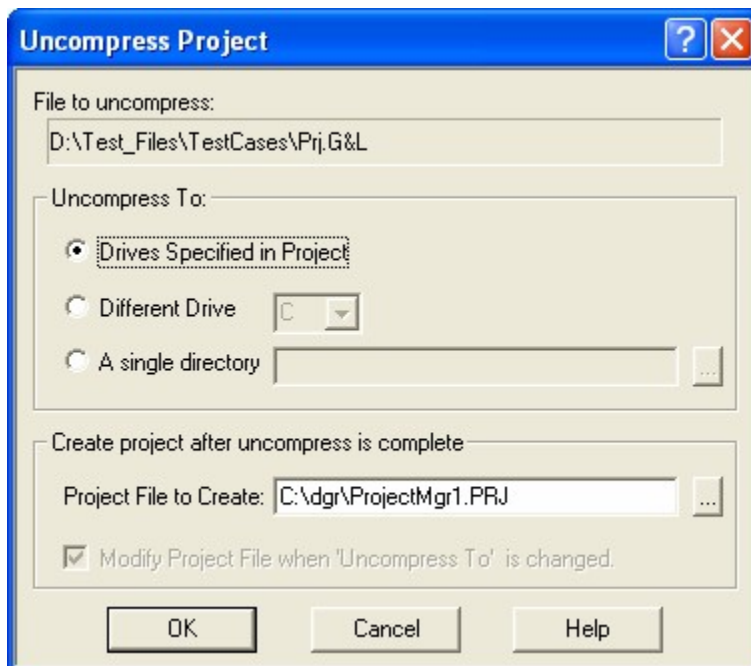 Uncompress Project
File to uncompress:
D:\Test_Files\TestCases\Prj.G&L
Uncompress To:
Drives Specified in Project
Different Drive C
A single directory ...
Create project after uncompress is complete
Project File to Create: C:\dgr\ProjectMgr1.PRJ ...
Modify Project File when 'Uncompress To' is changed.
OK Cancel Help